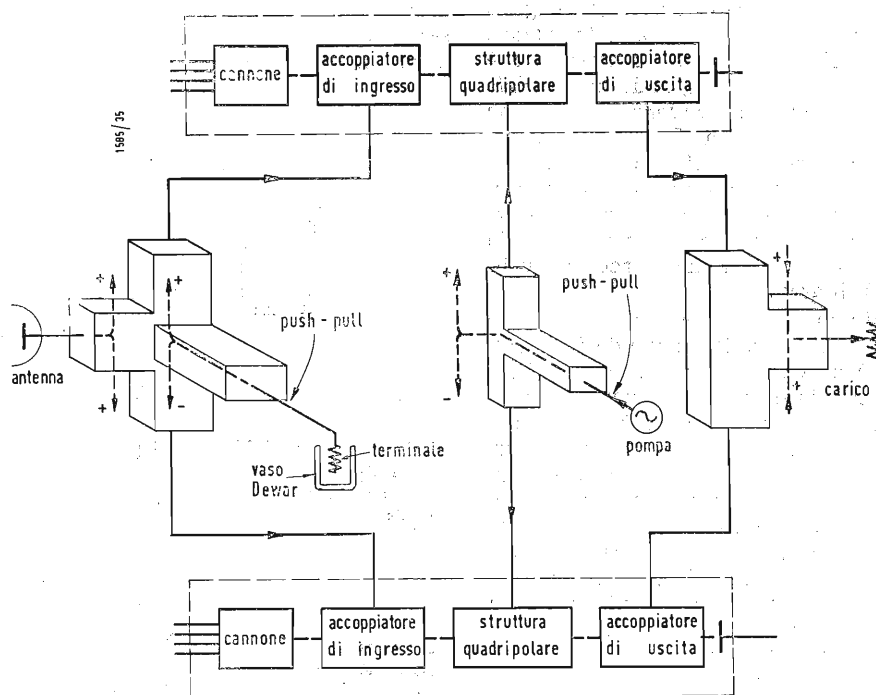 cannone
accoppiatore
di ingresso
struttura
quadripolare
accoppiatore
di uscita
1585/35
+
+
+
-
push-pull
antenna
vaso
Dewar
terminale
+
-
push-pull
pompa
+
+
carico
cannone
accoppiatore
di ingresso
struttura
quadripolare
accoppiatore
di uscita